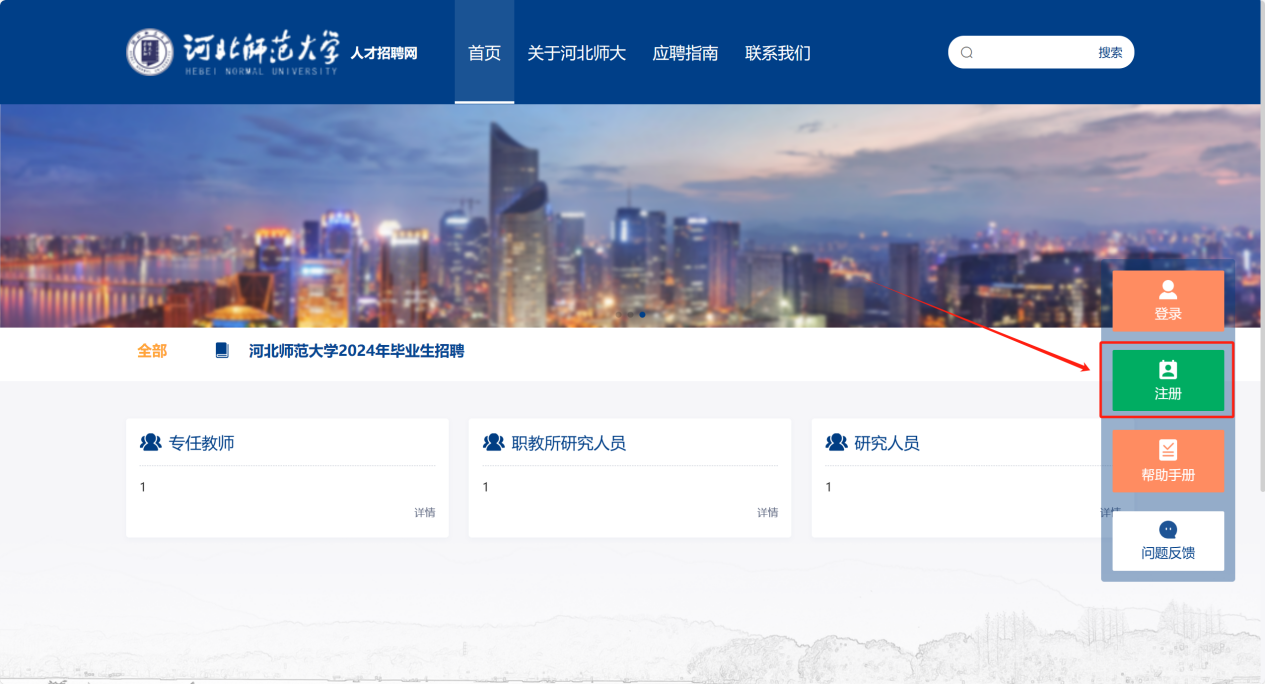 河北师范大学
HEBEI NORMAL UNIVERSITY
人才招聘网
首页
关于河北师大
应聘指南
联系我们
搜索
登录
注册
帮助手册
问题反馈
全部
河北师范大学2024年毕业生招聘
专任教师
1
详情
职教所研究人员
1
详情
研究人员
1
详情